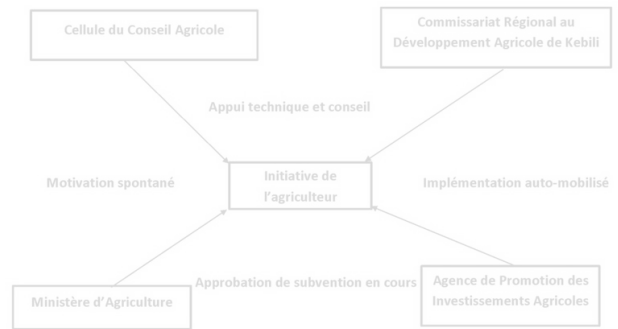 Cellule du Conseil Agricole
Commissariat Régional au
Développement Agricole de Kebili
Appui technique et conseil
Motivation spontané
Initiative de
l'agriculteur
Implémentation auto-mobilisé
Approbation de subvention en cours
Ministère d'Agriculture
Agence de Promotion des
Investissements Agricoles